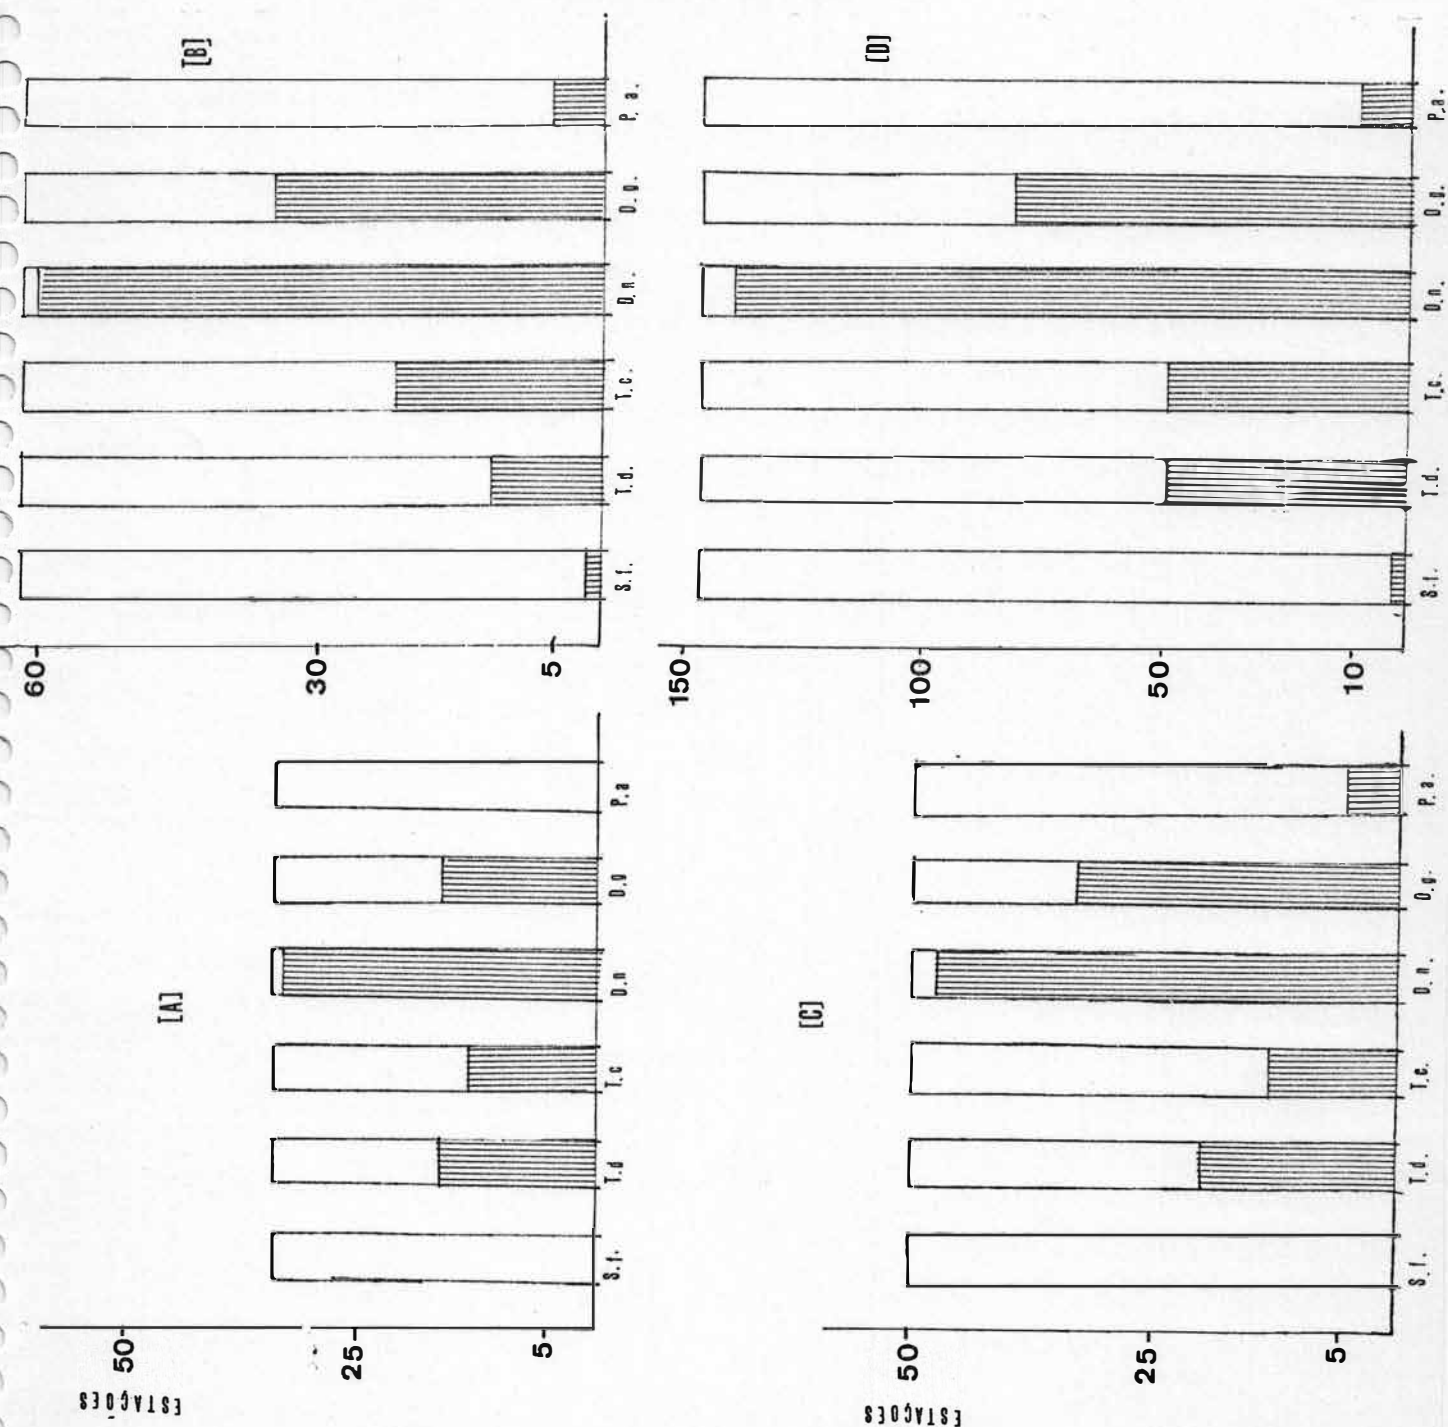 ESTAÇÕES
[A]
50
25
5
S.f.
T.d
T.c
D.n
D.g
P.a
[B]
60
30
5
S.f.
T.d.
T.c.
D.n.
D.g.
P.a.
ESTAÇÕES
[C]
50
25
5
S.f.
T.d.
T.c.
D.n.
D.g.
P.a.
[D]
150
100
50
10
S.f.
T.d.
T.c.
D.n.
D.g.
P.a.